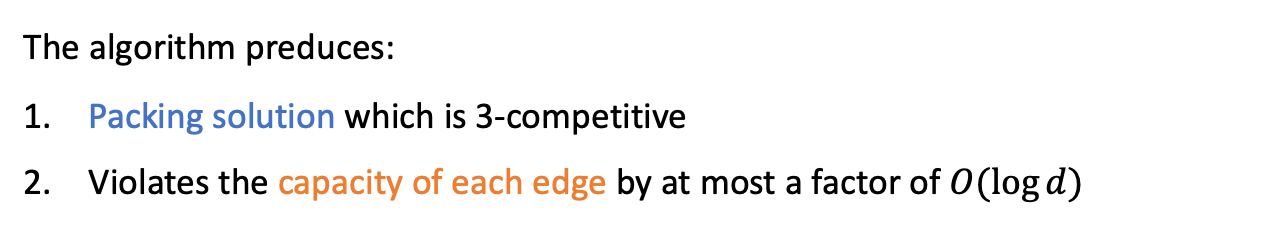 The algorithm preduces:
1. Packing solution which is 3-competitive
2. Violates the capacity of each edge by at most a factor of O(log d)